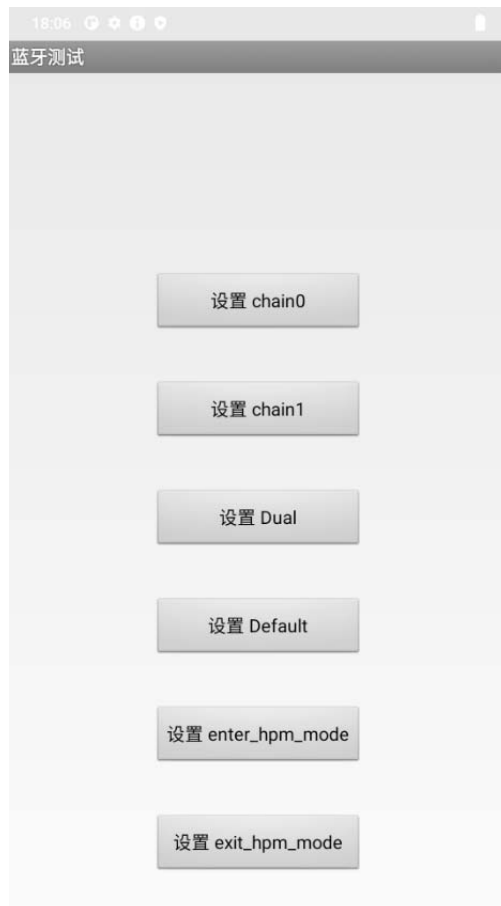 18:06
蓝牙测试
设置 chain0
设置 chain1
设置 Dual
设置 Default
设置 enter_hpm_mode
设置 exit_hpm_mode